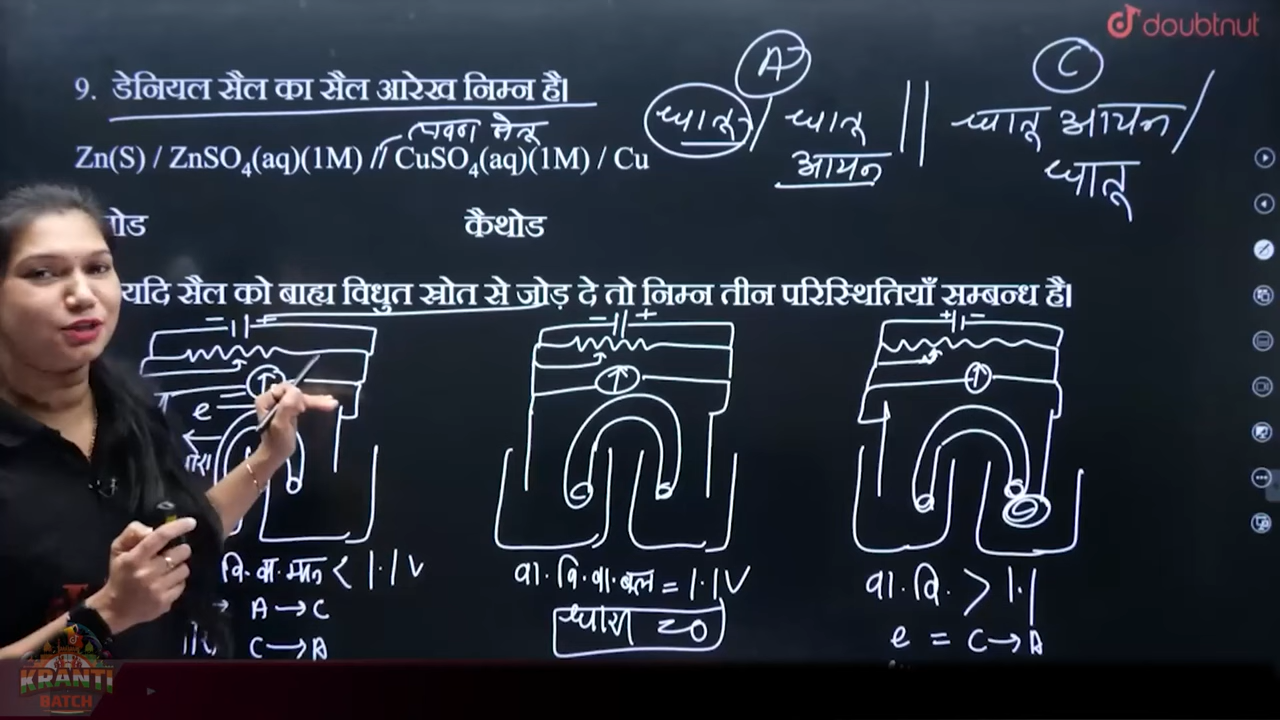 doubtnut
9. डेनियल सैल का सैल आरेख निम्न है।
लवण सेतू
Zn(S) / ZnSO₄(aq)(1M) // CuSO₄(aq)(1M) / Cu
A
C
धातू / धातू आयन || धातू आयन / धातू
नोड कैथोड
यदि सैल को बाह्य विधुत स्रोत से जोड़ दे तो निम्न तीन परिस्थितियाँ सम्बन्ध है।
− +
− +
+ −
e
वि. वा. मान < 1.1 V
A → C
C → A
वा. वि. वा. बल = 1.1V
धारा = 0
वा. वि. > 1.1
e = C → A
KRANTI
BATCH